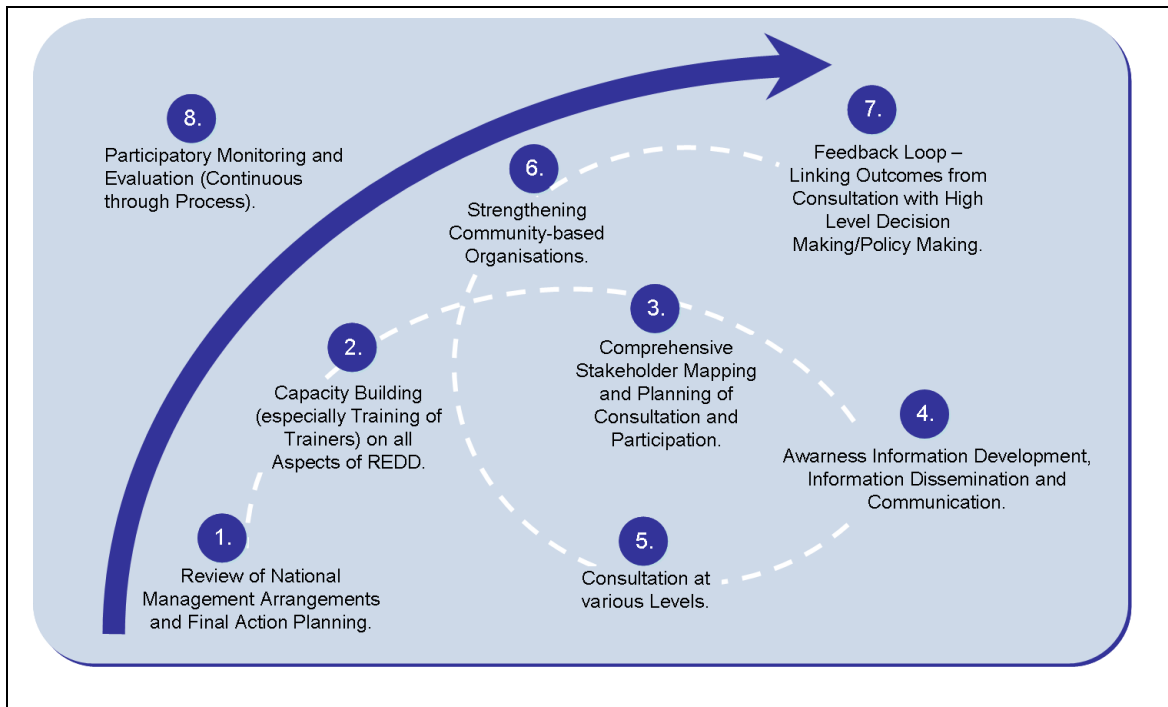 8.
Participatory Monitoring and
Evaluation (Continuous
through Process).
7.
Feedback Loop –
Linking Outcomes from
Consultation with High
Level Decision
Making/Policy Making.
6.
Strengthening
Community-based
Organisations.
2.
Capacity Building
(especially Training of
Trainers) on all
Aspects of REDD.
3.
Comprehensive
Stakeholder Mapping
and Planning of
Consultation and
Participation.
4.
Awarness Information Development,
Information Dissemination and
Communication.
1.
Review of National
Management Arrangements
and Final Action Planning.
5.
Consultation at
various Levels.